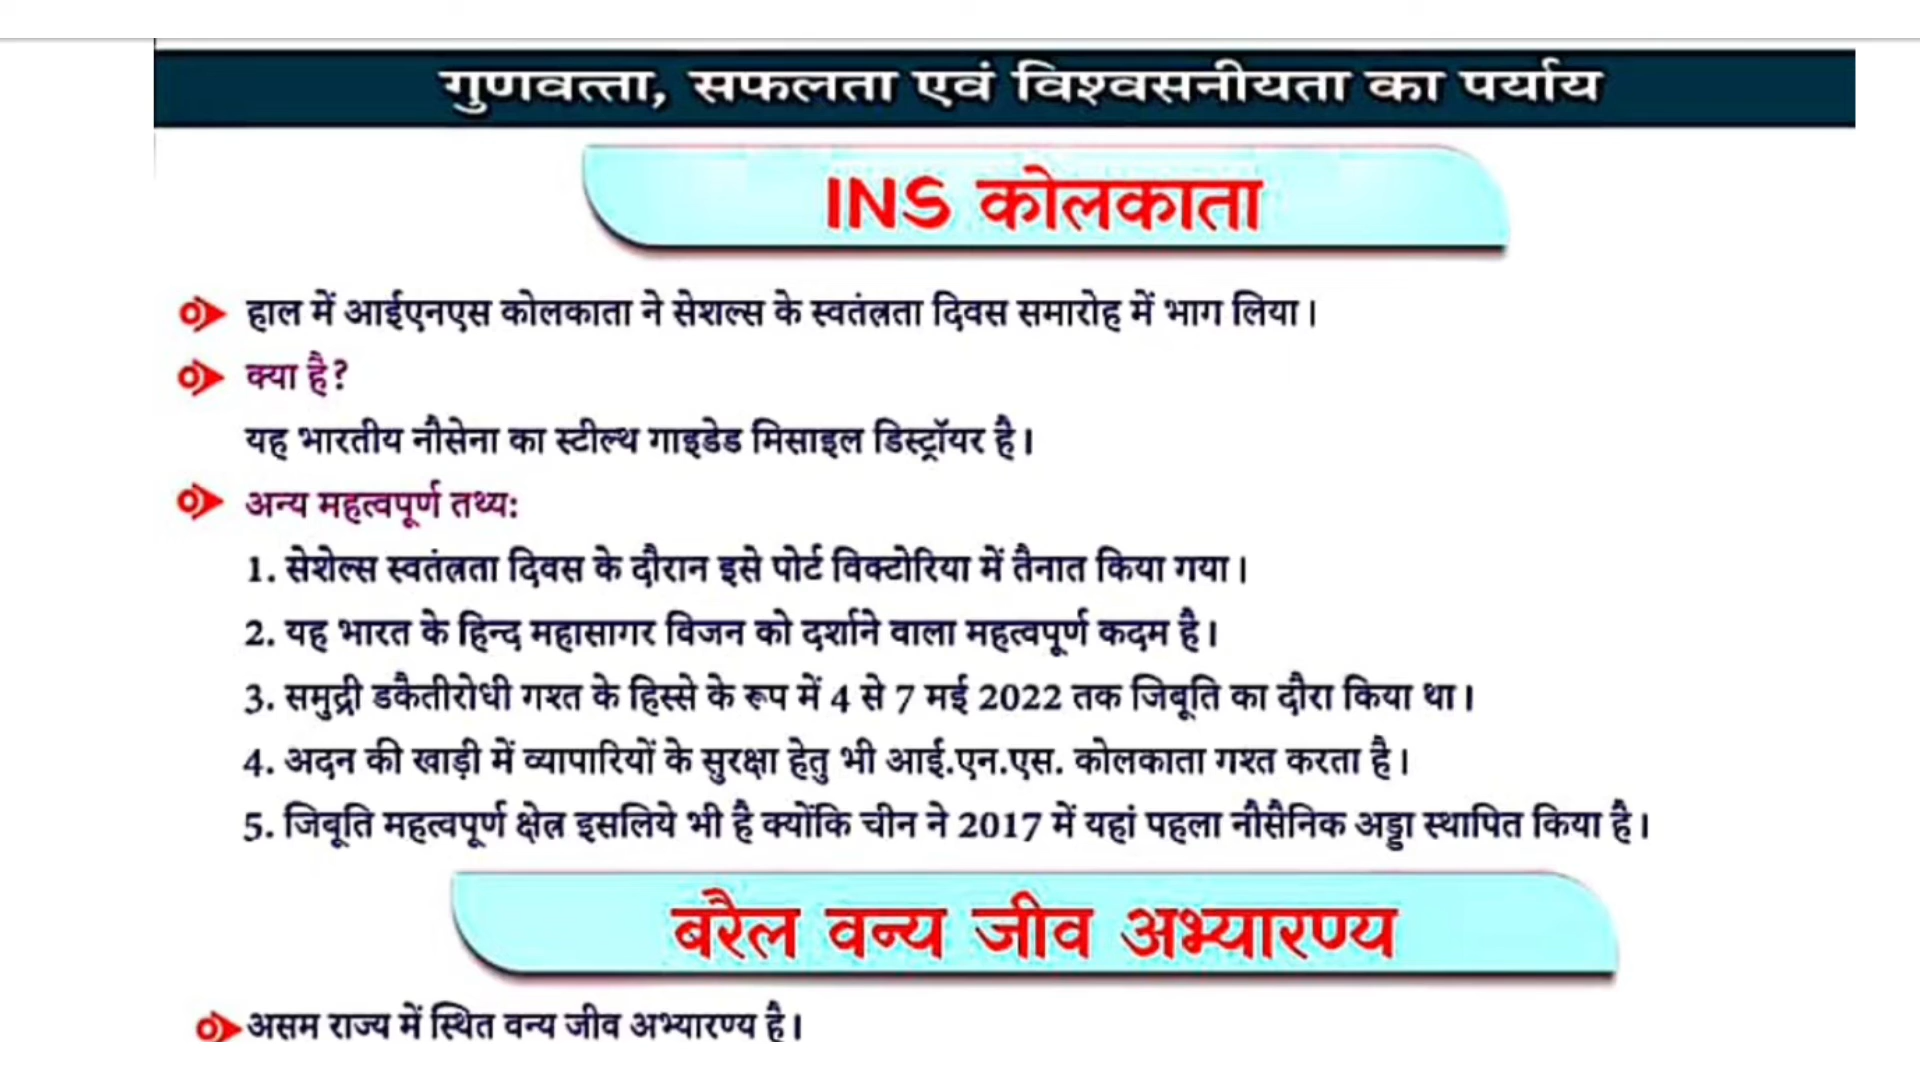 गुणवत्ता, सफलता एवं विश्वसनीयता का पर्याय
INS कोलकाता
हाल में आईएनएस कोलकाता ने सेशल्स के स्वतंत्रता दिवस समारोह में भाग लिया।
क्या है?
यह भारतीय नौसेना का स्टील्थ गाइडेड मिसाइल डिस्ट्रॉयर है।
अन्य महत्वपूर्ण तथ्य:
1. सेशेल्स स्वतंत्रता दिवस के दौरान इसे पोर्ट विक्टोरिया में तैनात किया गया।
2. यह भारत के हिन्द महासागर विजन को दर्शाने वाला महत्वपूर्ण कदम है।
3. समुद्री डकैतीरोधी गश्त के हिस्से के रूप में 4 से 7 मई 2022 तक जिबूति का दौरा किया था।
4. अदन की खाड़ी में व्यापारियों के सुरक्षा हेतु भी आई.एन.एस. कोलकाता गश्त करता है।
5. जिबूति महत्वपूर्ण क्षेत्र इसलिये भी है क्योंकि चीन ने 2017 में यहां पहला नौसैनिक अड्डा स्थापित किया है।
बरैल वन्य जीव अभ्यारण्य
असम राज्य में स्थित वन्य जीव अभ्यारण्य है।